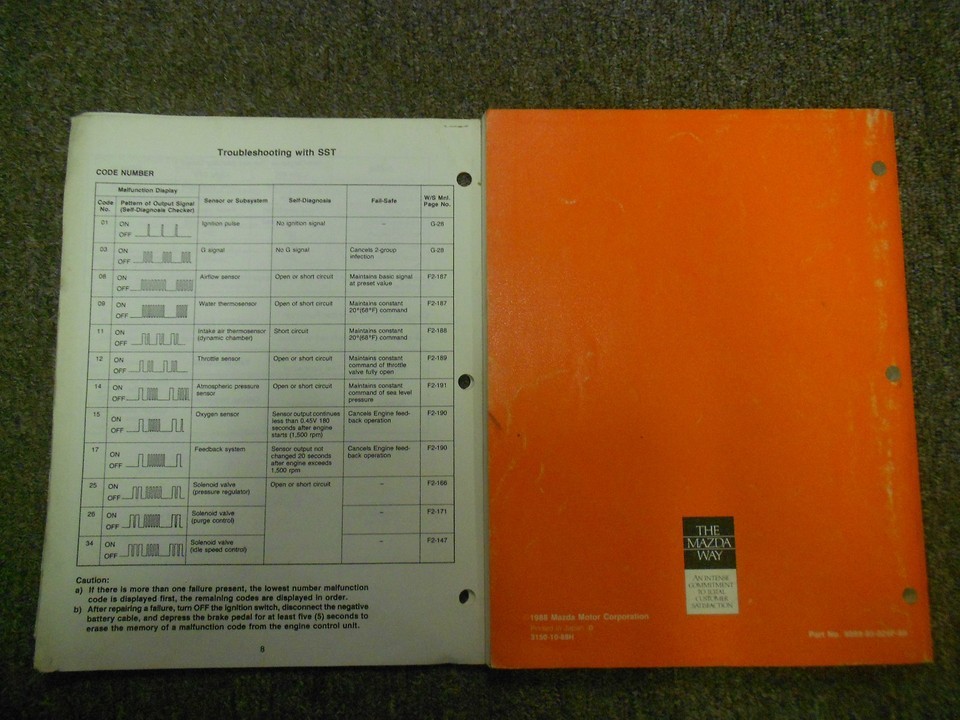 Troubleshooting with SST
CODE NUMBER
Malfunction Display
Code No.
Pattern of Output Signal (Self-Diagnosis Checker)
Sensor or Subsystem
Self-Diagnosis
Fail-Safe
W/S Mnl. Page No.
01 ON OFF Ignition pulse No ignition signal – G-26
03 ON OFF G signal No G signal Cancels 2-group infection G-28
08 ON OFF Airflow sensor Open or short circuit Maintains basic signal at preset value F2-187
09 ON OFF Water thermosensor Open of short circuit Maintains constant 20°(68°F) command F2-187
11 ON OFF Intake air thermosensor (dynamic chamber) Short circuit Maintains constant 20°(68°F) command F2-188
12 ON OFF Throttle sensor Open or short circuit Maintains constant command of throttle valve fully open F2-189
14 ON OFF Atmospheric pressure sensor Open or short circuit Maintains constant command of sea level pressure F2-191
15 ON OFF Oxygen sensor Sensor output continues less than 0.45V 180 seconds after engine starts (1,500 rpm) Cancels Engine feed-back operation F2-190
17 ON OFF Feedback system Sensor output not changed 20 seconds after engine exceeds 1,500 rpm Cancels Engine feed-back operation F2-190
25 ON OFF Solenoid valve (pressure regulator) Open or short circuit – F2-166
26 ON OFF Solenoid valve (purge control) – F2-171
34 ON OFF Solenoid valve (idle speed control) – F2-147
Caution:
a) If there is more than one failure present, the lowest number malfunction
code is displayed first, the remaining codes are displayed in order.
b) After repairing a failure, turn OFF the ignition switch, disconnect the negative
battery cable, and depress the brake pedal for at least five (5) seconds to
erase the memory of a malfunction code from the engine control unit.
8
THE
MAZDA
WAY
AN INTENSE
COMMITMENT
TO TOTAL
CUSTOMER
SATISFACTION
Mazda Motor Corporation
Printed in Japan
Part No.